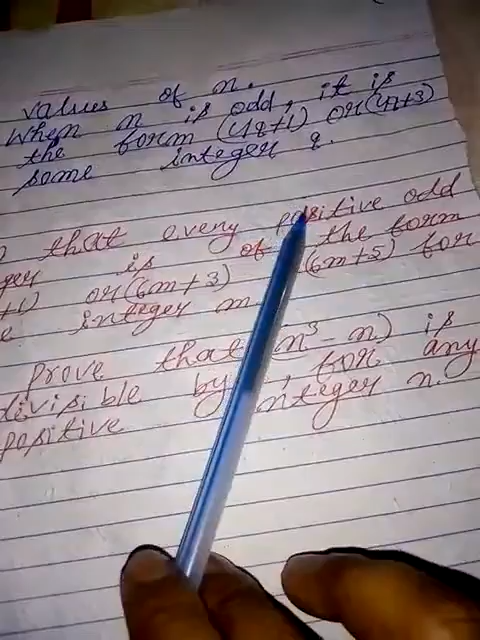 values of n.
When n is odd, it is
the form (4q+1) or (4q+3)
some integer q.
that every positive odd
ger is of the form
+1) or (6m+3) (6m+5) for
e integer m
Prove that (n³ - n) is
divisible by , for any
positive integer n.